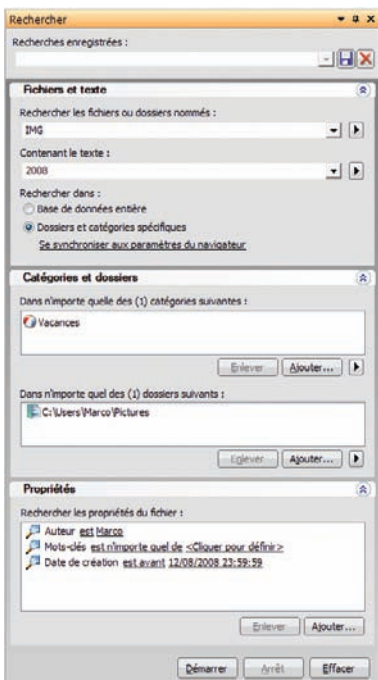 Rechercher
Recherches enregistrées :
Fichiers et texte
Rechercher les fichiers ou dossiers nommés :
IMG
Contenant le texte :
2008
Rechercher dans :
Base de données entière
Dossiers et catégories spécifiques
Se synchroniser aux paramètres du navigateur
Catégories et dossiers
Dans n'importe quelle des (1) catégories suivantes :
Vacances
Enlever Ajouter...
Dans n'importe quel des (1) dossiers suivants :
C:\Users\Marco\Pictures
Enlever Ajouter...
Propriétés
Rechercher les propriétés du fichier :
Auteur est Marco
Mots-clés est n'importe quel de <Cliquer pour définir>
Date de création est avant 12/08/2008 23:59:59
Enlever Ajouter...
Démarrer Arrêt Effacer